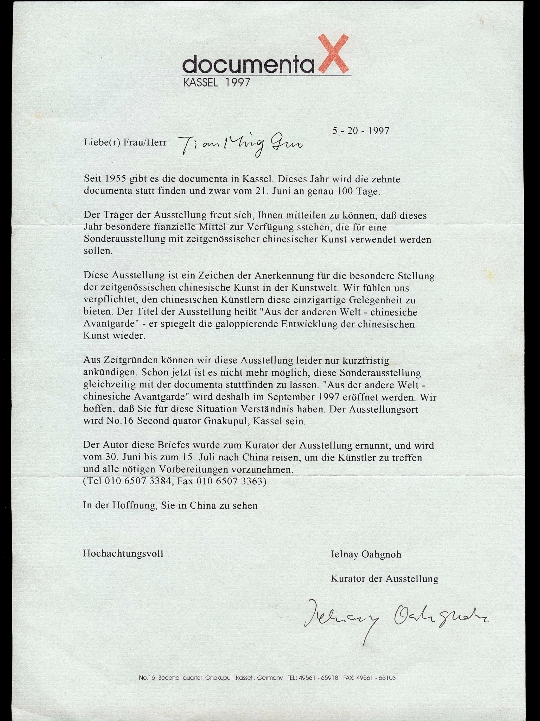 documenta X
KASSEL 1997
5 - 20 - 1997
Liebe(r) Frau/Herr
Seit 1955 gibt es die documenta in Kassel. Dieses Jahr wird die zehnte
documenta statt finden und zwar vom 21. Juni an genau 100 Tage.
Der Träger der Ausstellung freut sich, Ihnen mitteilen zu können, daß dieses
Jahr besondere fianzielle Mittel zur Verfügung sstehen, die für eine
Sonderausstellung mit zeitgenössischer chinesischer Kunst verwendet werden
sollen.
Diese Ausstellung ist ein Zeichen der Anerkennung für die besondere Stellung
der zeitgenössischen chinesische Kunst in der Kunstwelt. Wir fühlen uns
verpflichtet, den chinesischen Künstlern diese einzigartige Gelegenheit zu
bieten. Der Titel der Ausstellung heißt "Aus der anderen Welt - chinesiche
Avantgarde" - er spiegelt die galoppierende Entwicklung der chinesischen
Kunst wieder.
Aus Zeitgründen können wir diese Ausstellung leider nur kurzfristig
ankündigen. Schon jetzt ist es nicht mehr möglich, diese Sonderausstellung
gleichzeitig mit der documenta stattfinden zu lassen. "Aus der andere Welt -
chinesiche Avantgarde" wird deshalb im September 1997 eröffnet werden. Wir
hoffen, daß Sie für diese Situation Verständnis haben. Der Ausstellungsort
wird No.16 Second quator Gnakupul, Kassel sein.
Der Autor diese Briefes wurde zum Kurator der Ausstellung ernannt, und wird
vom 30. Juni bis zum 15. Juli nach China reisen, um die Künstler zu treffen
und alle nötigen Vorbereitungen vorzunehmen.
(Tel 010 6507 3384, Fax 010 6507 3363)
In der Hoffnung, Sie in China zu sehen
Hochachtungsvoll
Ielnay Oahgnoh
Kurator der Ausstellung
Ielnay Oahgnoh
Kassel, Germany